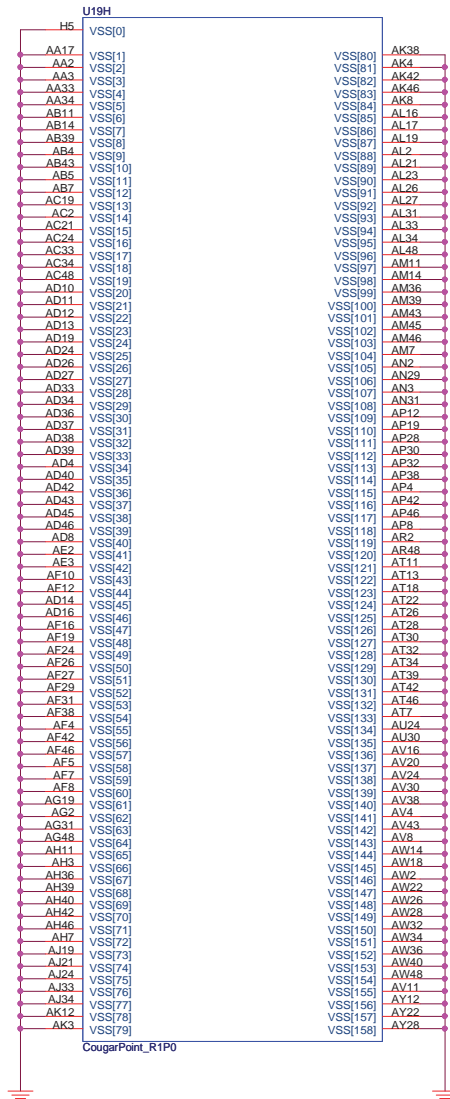 U19H
H5 VSS[0]
AA17 VSS[1] VSS[80] AK38
AA2 VSS[2] VSS[81] AK4
AA3 VSS[3] VSS[82] AK42
AA33 VSS[4] VSS[83] AK46
AA34 VSS[5] VSS[84] AK8
AB11 VSS[6] VSS[85] AL16
AB14 VSS[7] VSS[86] AL17
AB39 VSS[8] VSS[87] AL19
AB4 VSS[9] VSS[88] AL2
AB43 VSS[10] VSS[89] AL21
AB5 VSS[11] VSS[90] AL23
AB7 VSS[12] VSS[91] AL26
AC19 VSS[13] VSS[92] AL27
AC2 VSS[14] VSS[93] AL31
AC21 VSS[15] VSS[94] AL33
AC24 VSS[16] VSS[95] AL34
AC33 VSS[17] VSS[96] AL48
AC34 VSS[18] VSS[97] AM11
AC48 VSS[19] VSS[98] AM14
AD10 VSS[20] VSS[99] AM36
AD11 VSS[21] VSS[100] AM39
AD12 VSS[22] VSS[101] AM43
AD13 VSS[23] VSS[102] AM45
AD19 VSS[24] VSS[103] AM46
AD24 VSS[25] VSS[104] AM7
AD26 VSS[26] VSS[105] AN2
AD27 VSS[27] VSS[106] AN29
AD33 VSS[28] VSS[107] AN3
AD34 VSS[29] VSS[108] AN31
AD36 VSS[30] VSS[109] AP12
AD37 VSS[31] VSS[110] AP19
AD38 VSS[32] VSS[111] AP28
AD39 VSS[33] VSS[112] AP30
AD4 VSS[34] VSS[113] AP32
AD40 VSS[35] VSS[114] AP38
AD42 VSS[36] VSS[115] AP4
AD43 VSS[37] VSS[116] AP42
AD45 VSS[38] VSS[117] AP46
AD46 VSS[39] VSS[118] AP8
AD8 VSS[40] VSS[119] AR2
AE2 VSS[41] VSS[120] AR48
AE3 VSS[42] VSS[121] AT11
AF10 VSS[43] VSS[122] AT13
AF12 VSS[44] VSS[123] AT18
AD14 VSS[45] VSS[124] AT22
AD16 VSS[46] VSS[125] AT26
AF16 VSS[47] VSS[126] AT28
AF19 VSS[48] VSS[127] AT30
AF24 VSS[49] VSS[128] AT32
AF26 VSS[50] VSS[129] AT34
AF27 VSS[51] VSS[130] AT39
AF29 VSS[52] VSS[131] AT42
AF31 VSS[53] VSS[132] AT46
AF38 VSS[54] VSS[133] AT7
AF4 VSS[55] VSS[134] AU24
AF42 VSS[56] VSS[135] AU30
AF46 VSS[57] VSS[136] AV16
AF5 VSS[58] VSS[137] AV20
AF7 VSS[59] VSS[138] AV24
AF8 VSS[60] VSS[139] AV30
AG19 VSS[61] VSS[140] AV38
AG2 VSS[62] VSS[141] AV4
AG31 VSS[63] VSS[142] AV43
AG48 VSS[64] VSS[143] AV8
AH11 VSS[65] VSS[144] AW14
AH3 VSS[66] VSS[145] AW18
AH36 VSS[67] VSS[146] AW2
AH39 VSS[68] VSS[147] AW22
AH40 VSS[69] VSS[148] AW26
AH42 VSS[70] VSS[149] AW28
AH46 VSS[71] VSS[150] AW32
AH7 VSS[72] VSS[151] AW34
AJ19 VSS[73] VSS[152] AW36
AJ21 VSS[74] VSS[153] AW40
AJ24 VSS[75] VSS[154] AW48
AJ33 VSS[76] VSS[155] AV11
AJ34 VSS[77] VSS[156] AY12
AK12 VSS[78] VSS[157] AY22
AK3 VSS[79] VSS[158] AY28
CougarPoint_R1P0